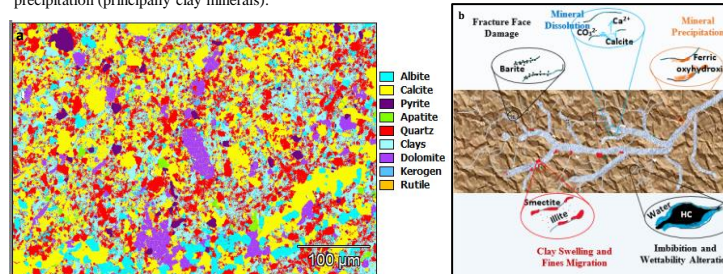 precipitation (principally clay minerals).
a
Albite
Calcite
Pyrite
Apatite
Quartz
Clays
Dolomite
Kerogen
Rutile
100 µm
b
Fracture Face
Damage
Mineral
Dissolution
Ca²⁺
CO₃²⁻
Calcite
Mineral
Precipitation
Barite
Ferric
oxyhydroxi
Smectite
Illite
Water
HC
Clay Swelling and
Fines Migration
Imbibition and
Wettability Alteratio